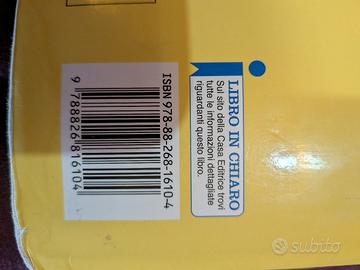 ISBN 978-88-268-1610-4
9 788826 816104
LIBRO IN CHIARO
Sul sito della Casa Editrice trovi
tutte le informazioni dettagliate
riguardanti questo libro.
subito